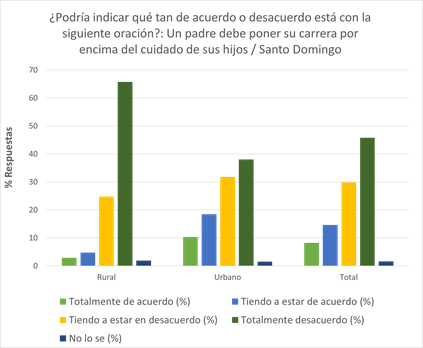 ¿Podría indicar qué tan de acuerdo o desacuerdo está con la
siguiente oración?: Un padre debe poner su carrera por
encima del cuidado de sus hijos / Santo Domingo
% Respuestas
70
60
50
40
30
20
10
0
Rural Urbano Total
Totalmente de acuerdo (%) Tiendo a estar de acuerdo (%)
Tiendo a estar en desacuerdo (%) Totalmente desacuerdo (%)
No lo se (%)